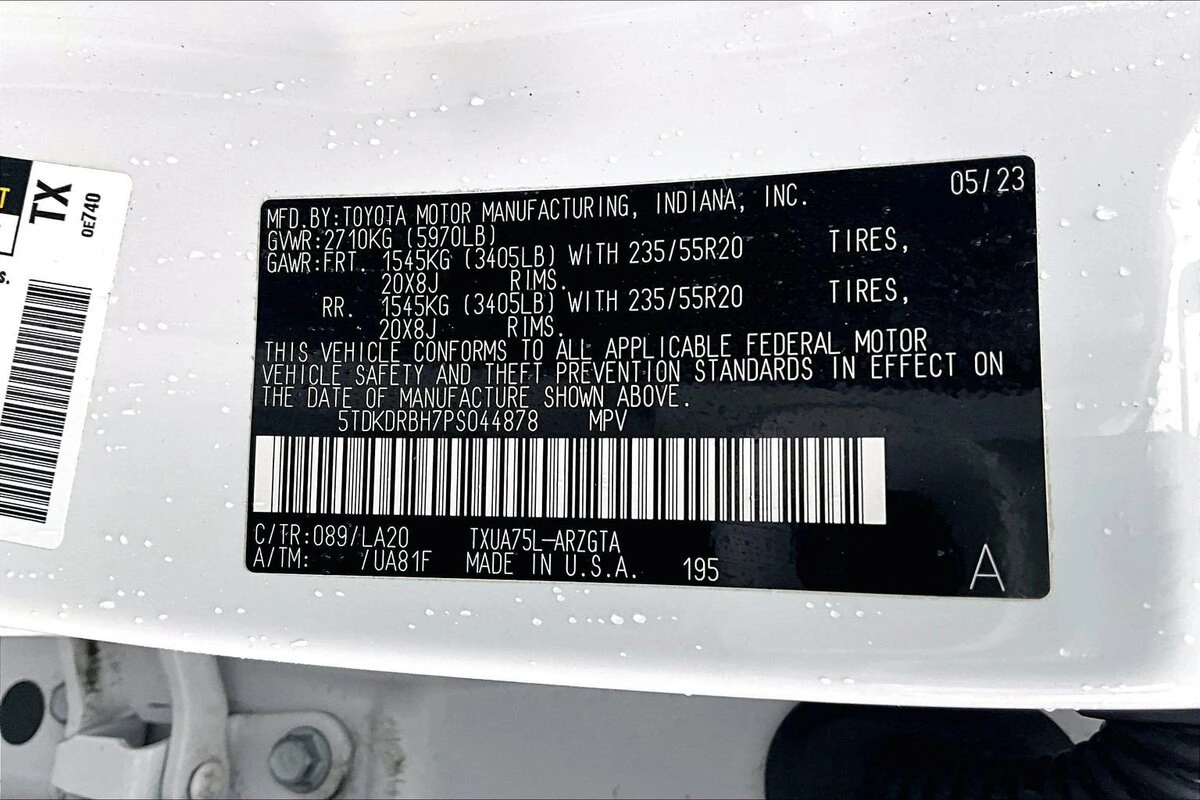 T
TX
0E740
S.
05/23
MFD.BY:TOYOTA MOTOR MANUFACTURING, INDIANA, INC.
GVWR:2710KG (5970LB)
GAWR:FRT. 1545KG (3405LB) WITH 235/55R20 TIRES,
20X8J RIMS.
RR. 1545KG (3405LB) WITH 235/55R20 TIRES,
20X8J RIMS.
THIS VEHICLE CONFORMS TO ALL APPLICABLE FEDERAL MOTOR
VEHICLE SAFETY AND THEFT PREVENTION STANDARDS IN EFFECT ON
THE DATE OF MANUFACTURE SHOWN ABOVE.
5TDKDRBH7PS044878 MPV
C/TR:089/LA20 TXUA75L-ARZGTA
A/TM: /UA81F MADE IN U.S.A. 195 A